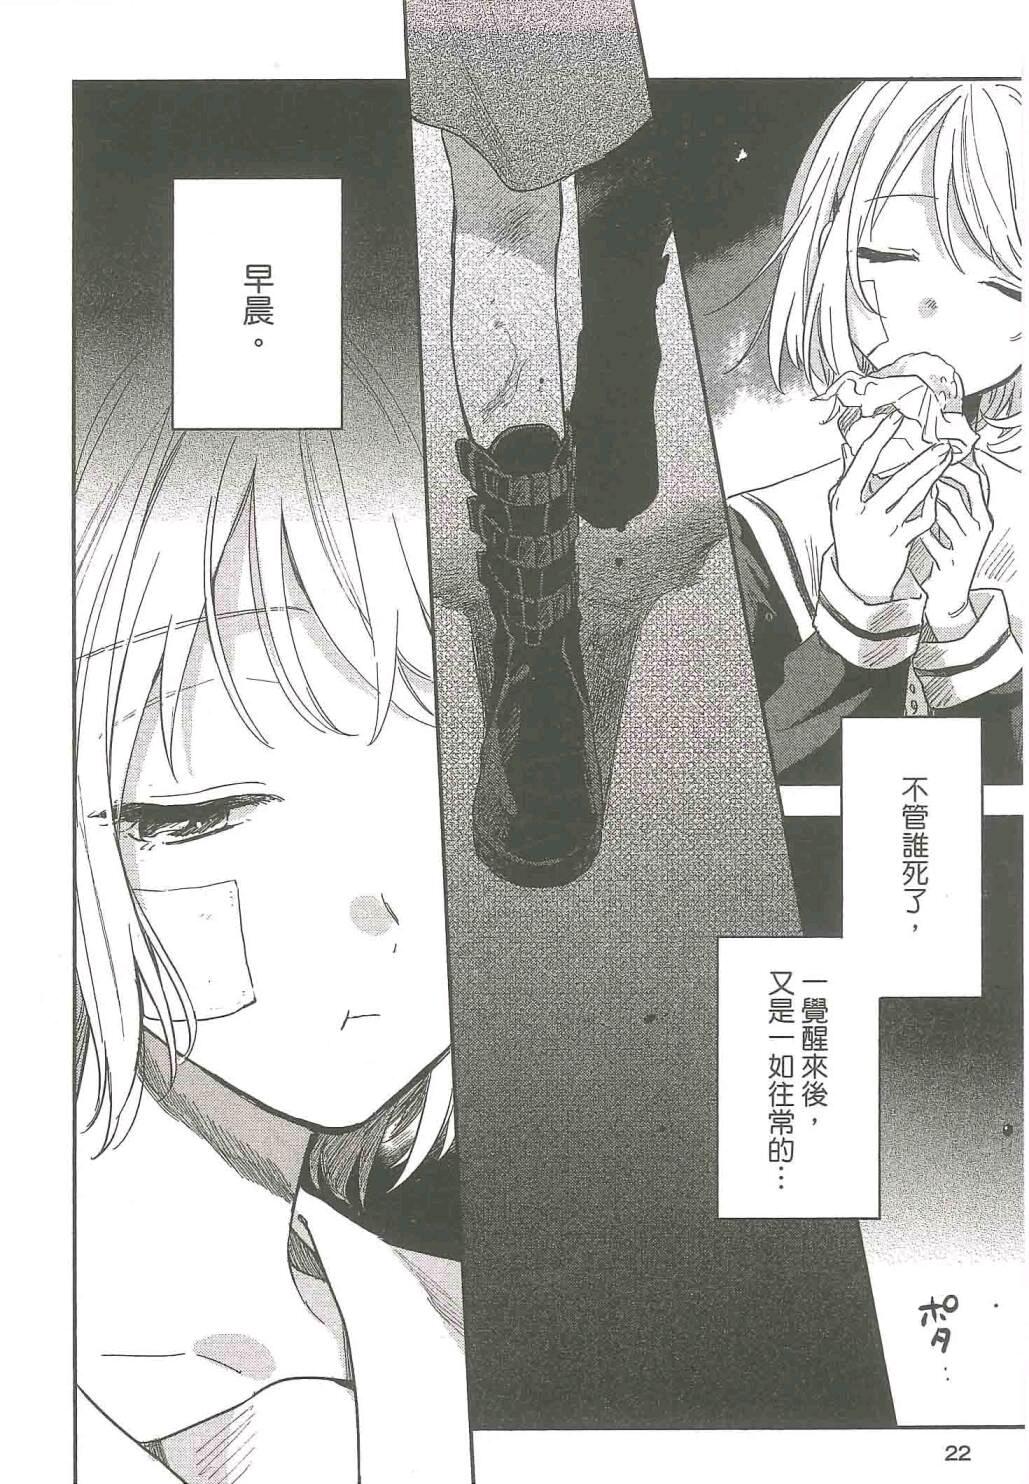 不管誰死了，
一覺醒來後，
又是一如往常的…
早晨。
ポタ…
22